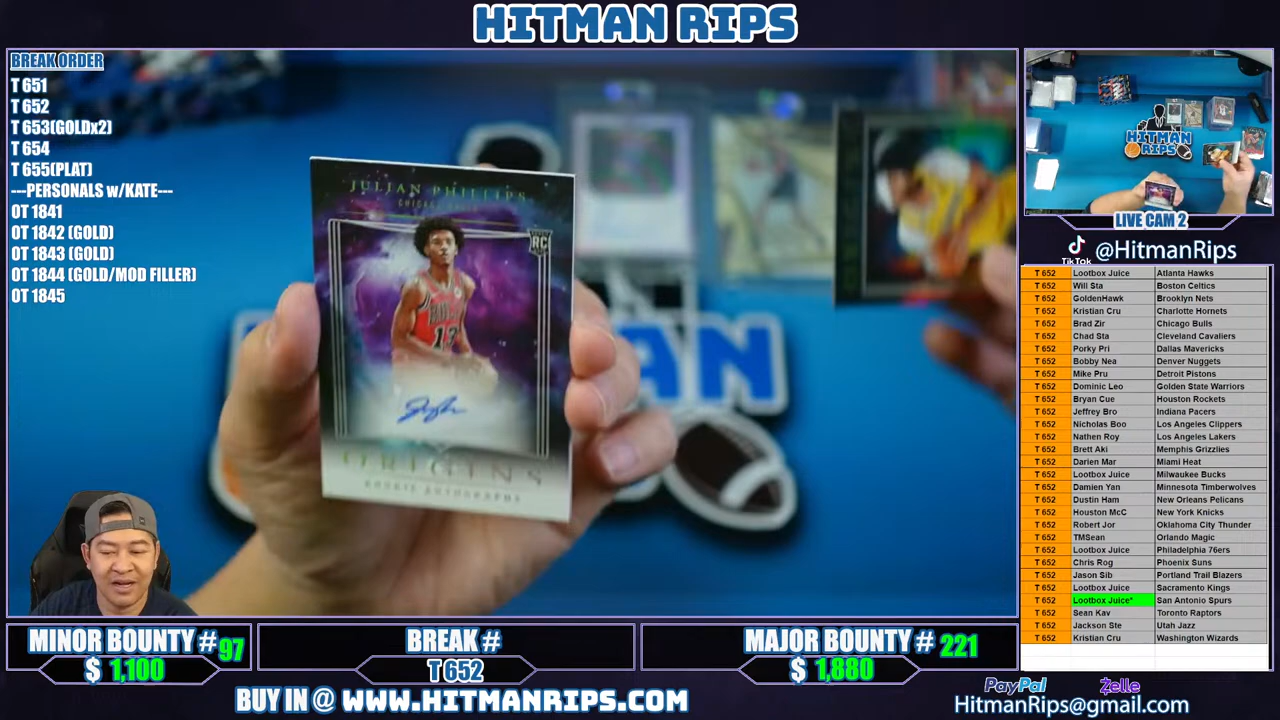 HITMAN RIPS
BREAK ORDER
T 651
T 652
T 653(GOLDx2)
T 654
T 655(PLAT)
---PERSONALS w/KATE---
OT 1841
OT 1842 (GOLD)
OT 1843 (GOLD)
OT 1844 (GOLD/MOD FILLER)
OT 1845
JULIAN PHILLIPS
CHICAGO BULLS
RC
BULLS
ORIGINS
ROOKIE AUTOGRAPHS
HITMAN
RIPS
LIVE CAM 2
TikTok
@HitmanRips
T 652 Lootbox Juice Atlanta Hawks
T 652 Will Sta Boston Celtics
T 652 GoldenHawk Brooklyn Nets
T 652 Kristian Cru Charlotte Hornets
T 652 Brad Zir Chicago Bulls
T 652 Chad Sta Cleveland Cavaliers
T 652 Porky Pri Dallas Mavericks
T 652 Bobby Nea Denver Nuggets
T 652 Mike Pru Detroit Pistons
T 652 Dominic Leo Golden State Warriors
T 652 Bryan Cue Houston Rockets
T 652 Jeffrey Bro Indiana Pacers
T 652 Nicholas Boo Los Angeles Clippers
T 652 Nathen Roy Los Angeles Lakers
T 652 Brett Aki Memphis Grizzlies
T 652 Darien Mar Miami Heat
T 652 Lootbox Juice Milwaukee Bucks
T 652 Damien Yan Minnesota Timberwolves
T 652 Dustin Ham New Orleans Pelicans
T 652 Houston McC New York Knicks
T 652 Robert Jor Oklahoma City Thunder
T 652 TMSean Orlando Magic
T 652 Lootbox Juice Philadelphia 76ers
T 652 Chris Rog Phoenix Suns
T 652 Jason Sib Portland Trail Blazers
T 652 Lootbox Juice Sacramento Kings
T 652 Lootbox Juice* San Antonio Spurs
T 652 Sean Kav Toronto Raptors
T 652 Jackson Ste Utah Jazz
T 652 Kristian Cru Washington Wizards
MINOR BOUNTY # 97
$ 1,100
BREAK #
T 652
MAJOR BOUNTY # 221
$ 1,880
BUY IN @ WWW.HITMANRIPS.COM
PayPal Zelle
HitmanRips@gmail.com